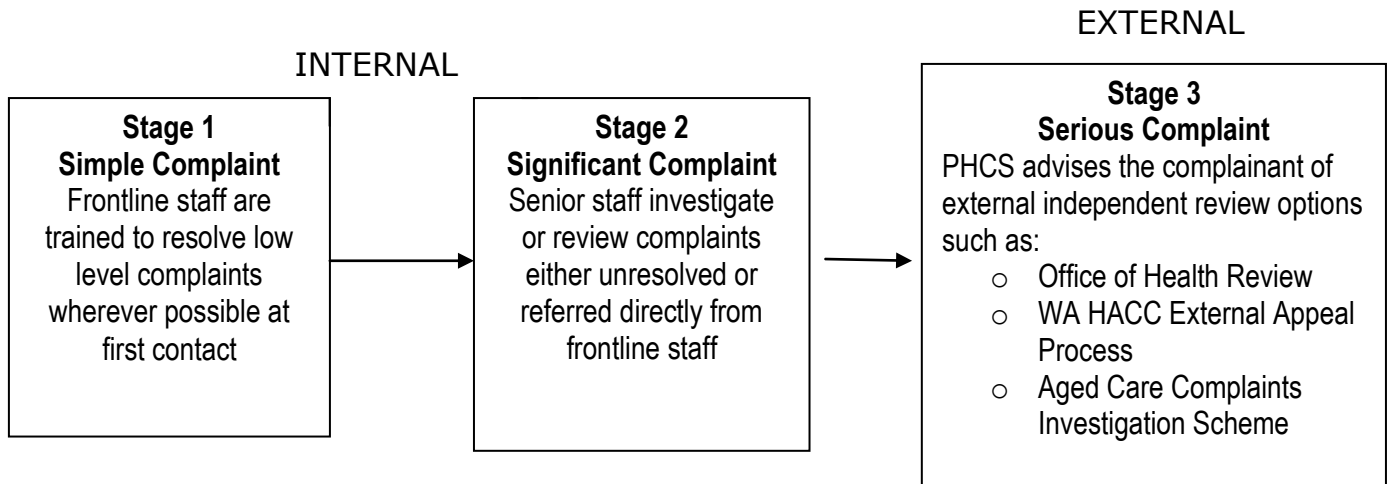 INTERNAL
EXTERNAL
Stage 1
Simple Complaint
Frontline staff are
trained to resolve low
level complaints
wherever possible at
first contact
Stage 2
Significant Complaint
Senior staff investigate
or review complaints
either unresolved or
referred directly from
frontline staff
Stage 3
Serious Complaint
PHCS advises the complainant of
external independent review options
such as:
o Office of Health Review
o WA HACC External Appeal
Process
o Aged Care Complaints
Investigation Scheme